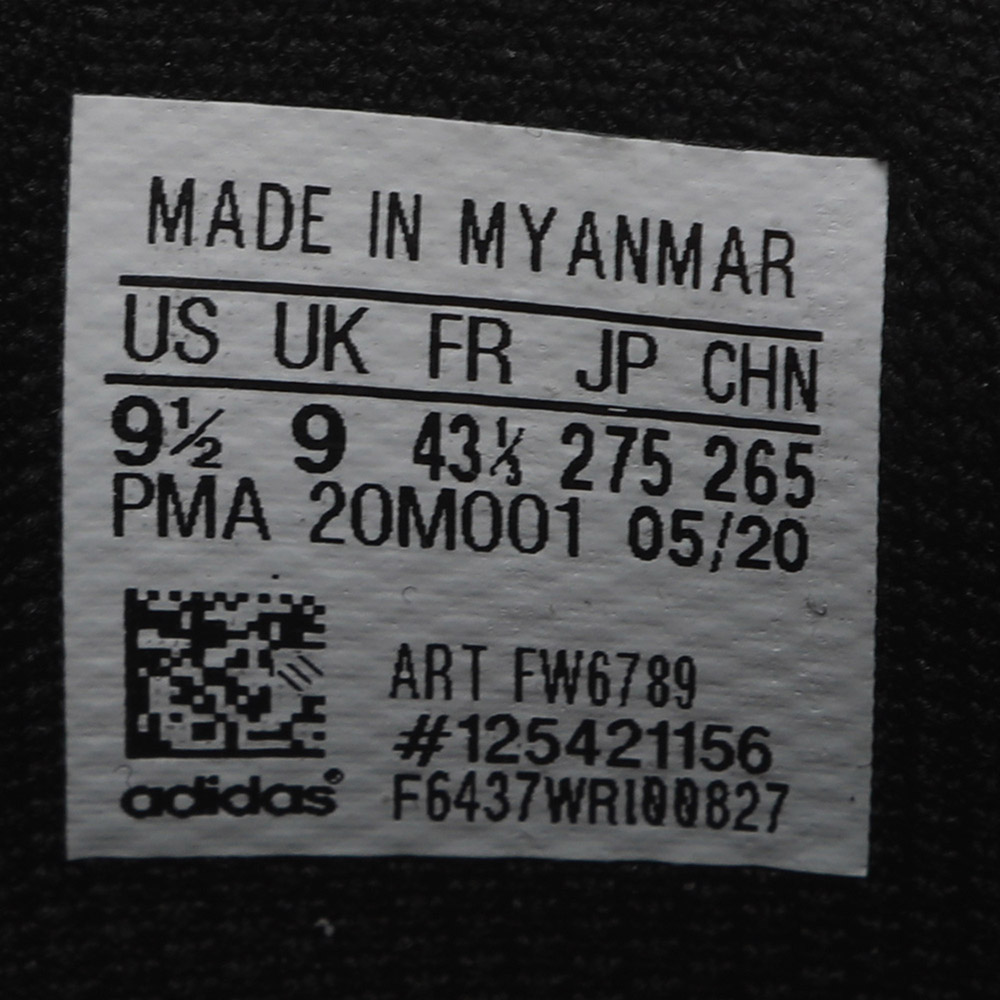 MADE IN MYANMAR
US UK FR JP CHN
9½ 9 43⅓ 275 265
PMA 20M001 05/20
ART FW6789
#125421156
F6437WRI00827
adidas®